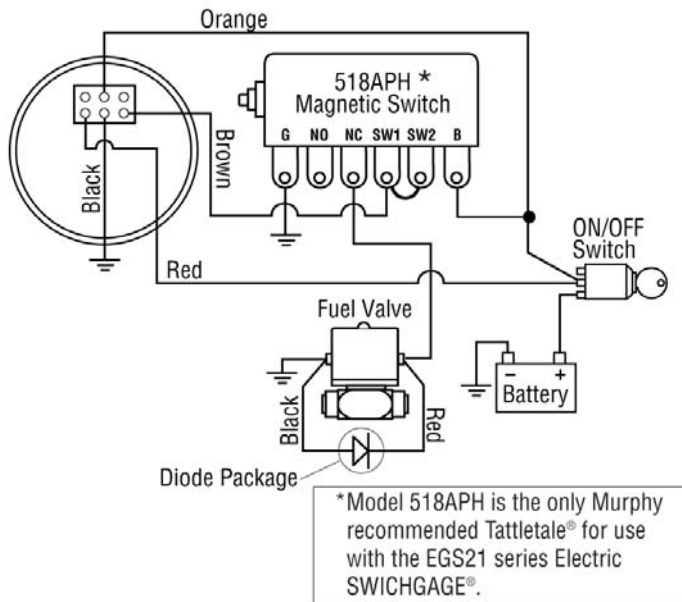 Orange
518APH *
Magnetic Switch
G NO NC SW1 SW2 B
Black
Brown
Red
ON/OFF
Switch
Fuel Valve
- +
Battery
Black
Red
Diode Package
*Model 518APH is the only Murphy
recommended Tattletale® for use
with the EGS21 series Electric
SWICHGAGE®.